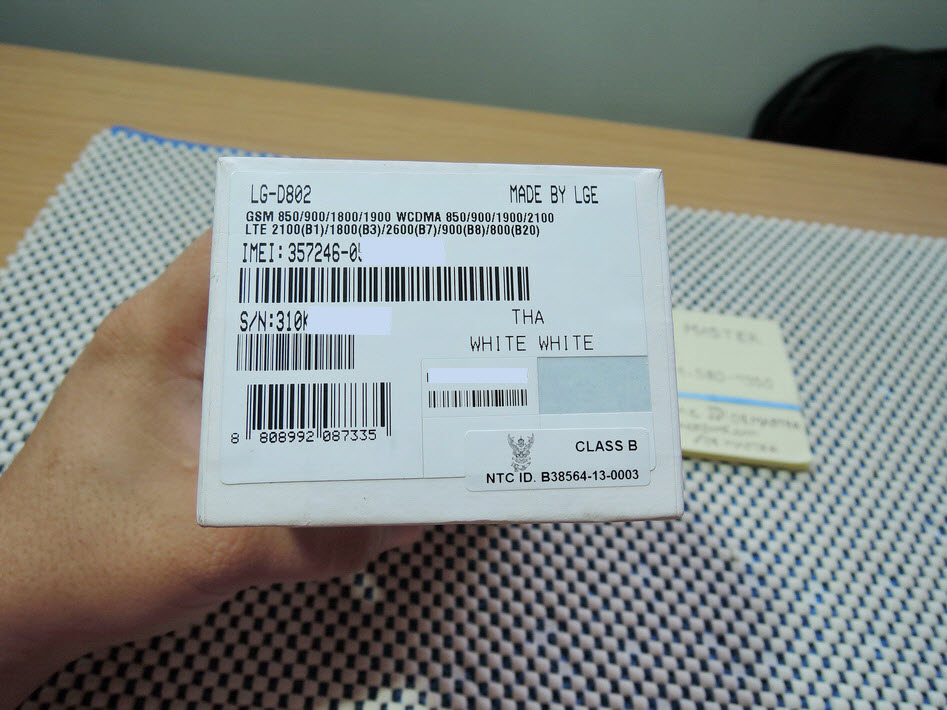 LG-D802
MADE BY LGE
GSM 850/900/1800/1900 WCDMA 850/900/1900/2100
LTE 2100(B1)/1800(B3)/2600(B7)/900(B8)/800(B20)
IMEI: 357246-0
S/N:310K
THA
WHITE WHITE
8 808992 087335
CLASS B
NTC ID. B38564-13-0003
MASTER